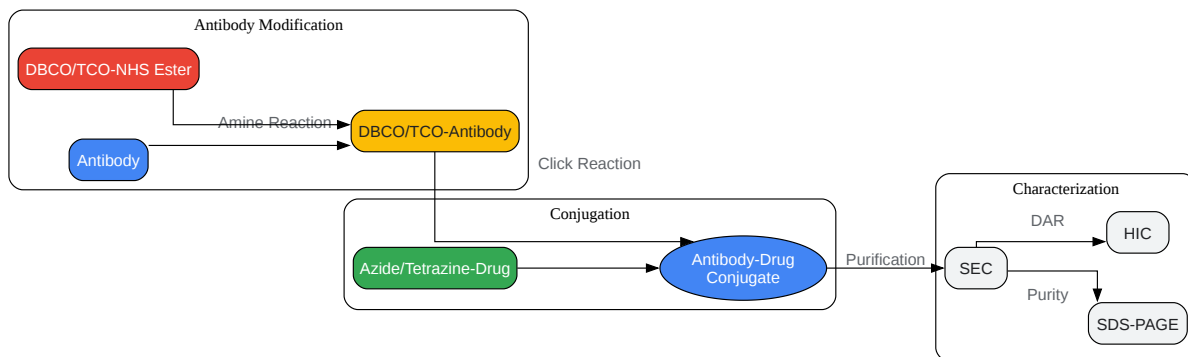 Antibody Modification
DBCO/TCO-NHS Ester
Amine Reaction
DBCO/TCO-Antibody
Antibody
Click Reaction
Conjugation
Azide/Tetrazine-Drug
Antibody-Drug
Conjugate
Purification
Characterization
DAR
HIC
SEC
Purity
SDS-PAGE